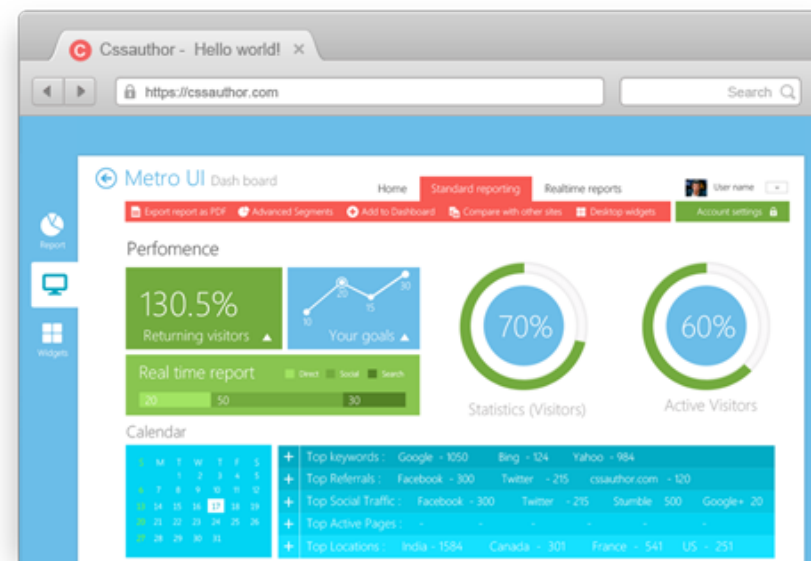 Cssauthor - Hello world! ×
https://cssauthor.com
Search
Metro UI Dash board
Home Standard reporting Realtime reports User name
Export report as PDF Advanced Segments Add to Dashboard Compare with other sites Desktop widgets Account settings
Report
Widgets
Perfomence
130.5%
Returning visitors
10 20 15 30
Your goals
70%
Statistics (Visitors)
60%
Active Visitors
Real time report Direct Social Search
20 50 30
Calendar
S M T W T F S
1 2 3 4 5
6 7 8 9 10 11 12
13 14 15 16 17 18 19
20 21 22 23 24 25 26
27 28 29 30 31
+ Top keywords : Google - 1050 Bing - 124 Yahoo - 984
+ Top Referrals : Facebook - 300 Twitter - 215 cssauthor.com - 120
+ Top Social Traffic : Facebook - 300 Twitter - 215 Stumble 500 Google+ 20
+ Top Active Pages : - - - -
+ Top Locations : India - 1584 Canada - 301 France - 541 US - 251